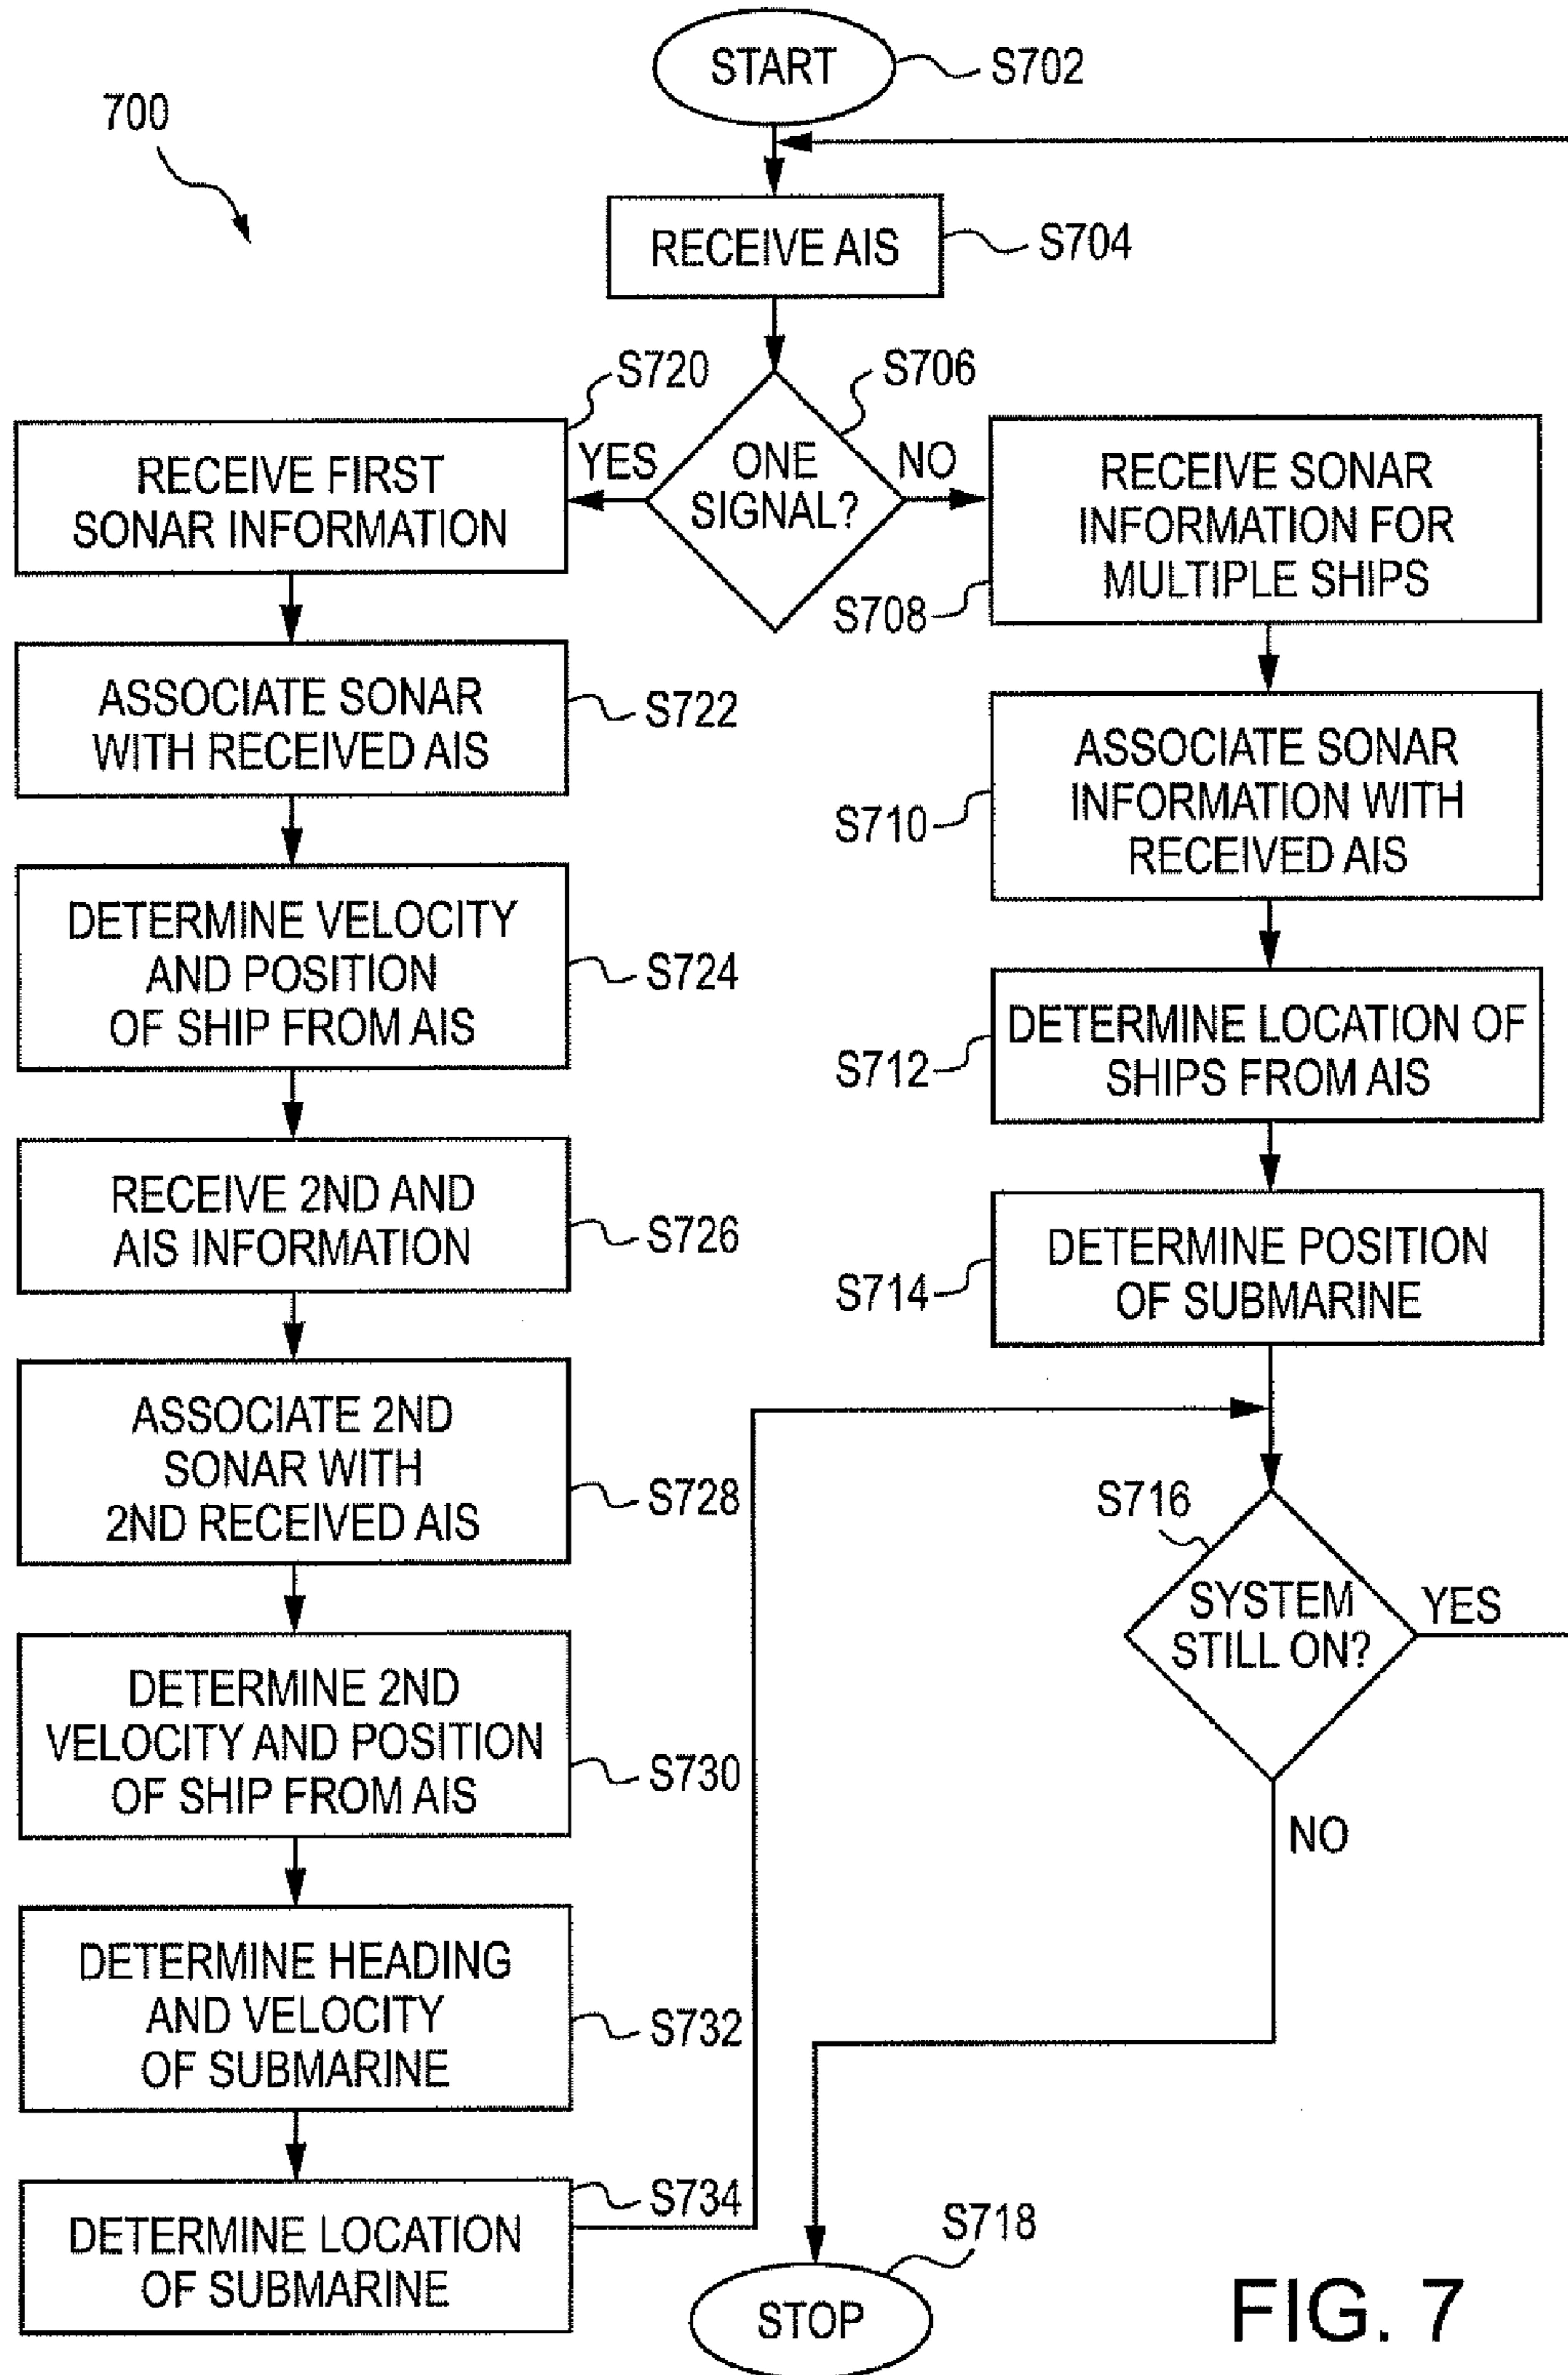 START
S702
700
RECEIVE AIS
S704
S706
ONE
SIGNAL?
YES
NO
S720
RECEIVE FIRST
SONAR INFORMATION
ASSOCIATE SONAR
WITH RECEIVED AIS
S722
DETERMINE VELOCITY
AND POSITION
OF SHIP FROM AIS
S724
RECEIVE 2ND AND
AIS INFORMATION
S726
ASSOCIATE 2ND
SONAR WITH
2ND RECEIVED AIS
S728
DETERMINE 2ND
VELOCITY AND POSITION
OF SHIP FROM AIS
S730
DETERMINE HEADING
AND VELOCITY
OF SUBMARINE
S732
DETERMINE LOCATION
OF SUBMARINE
S734
RECEIVE SONAR
INFORMATION FOR
MULTIPLE SHIPS
S708
ASSOCIATE SONAR
INFORMATION WITH
RECEIVED AIS
S710
DETERMINE LOCATION OF
SHIPS FROM AIS
S712
DETERMINE POSITION
OF SUBMARINE
S714
S716
SYSTEM
STILL ON?
YES
NO
S718
STOP
FIG. 7